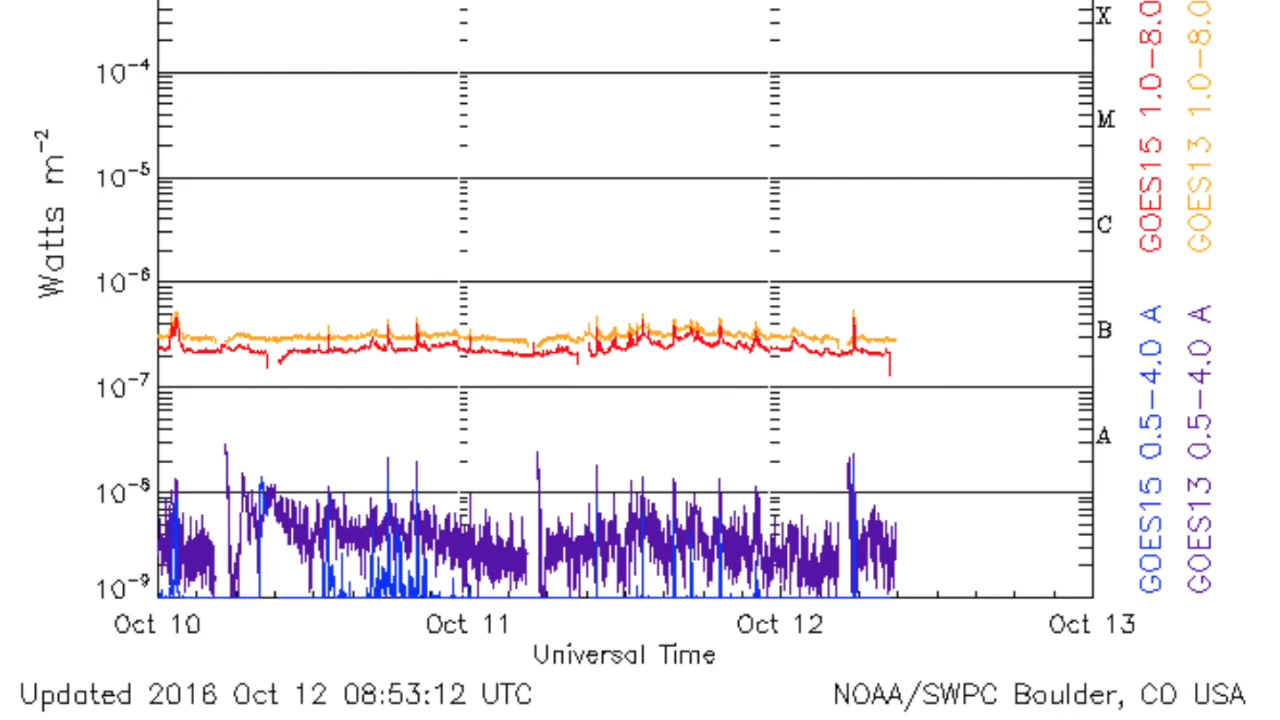 X
10⁻⁴
M
10⁻⁵
C
10⁻⁶
B
10⁻⁷
A
10⁻⁸
10⁻⁹
Watts m⁻²
GOES15 1.0-8.0
GOES13 1.0-8.0
GOES15 0.5-4.0 A
GOES13 0.5-4.0 A
Oct 10 Oct 11 Oct 12 Oct 13
Universal Time
Updated 2016 Oct 12 08:53:12 UTC NOAA/SWPC Boulder, CO USA